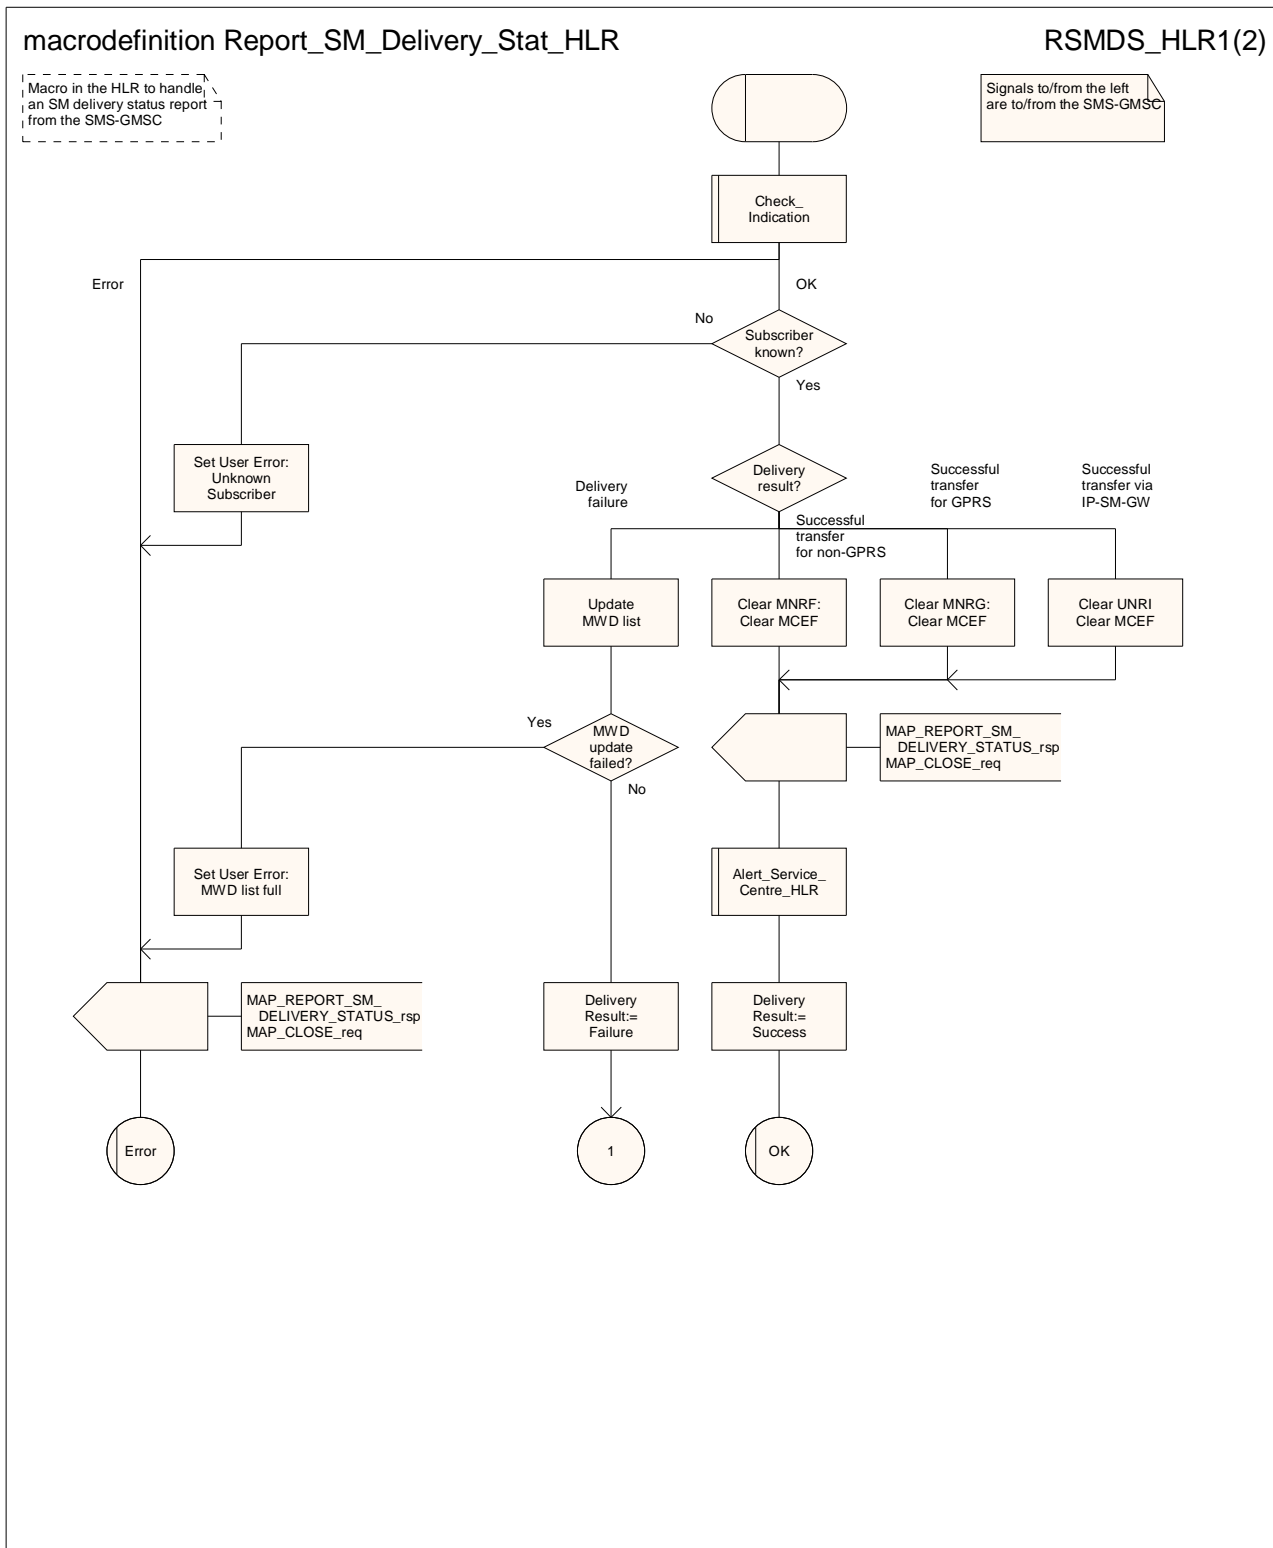 macrodefinition Report_SM_Delivery_Stat_HLR
RSMDS_HLR1(2)
Macro in the HLR to handle
an SM delivery status report
from the SMS-GMSC
Signals to/from the left
are to/from the SMS-GMSC
Check_
Indication
Error
OK
No
Subscriber
known?
Yes
Set User Error:
Unknown
Subscriber
Delivery
result?
Delivery
failure
Successful
transfer
for non-GPRS
Successful
transfer
for GPRS
Successful
transfer via
IP-SM-GW
Update
MWD list
Clear MNRF:
Clear MCEF
Clear MNRG:
Clear MCEF
Clear UNRI
Clear MCEF
Yes
MWD
update
failed?
No
MAP_REPORT_SM_
DELIVERY_STATUS_rsp
MAP_CLOSE_req
Set User Error:
MWD list full
Alert_Service_
Centre_HLR
MAP_REPORT_SM_
DELIVERY_STATUS_rsp
MAP_CLOSE_req
Delivery
Result:=
Failure
Delivery
Result:=
Success
Error
1
OK